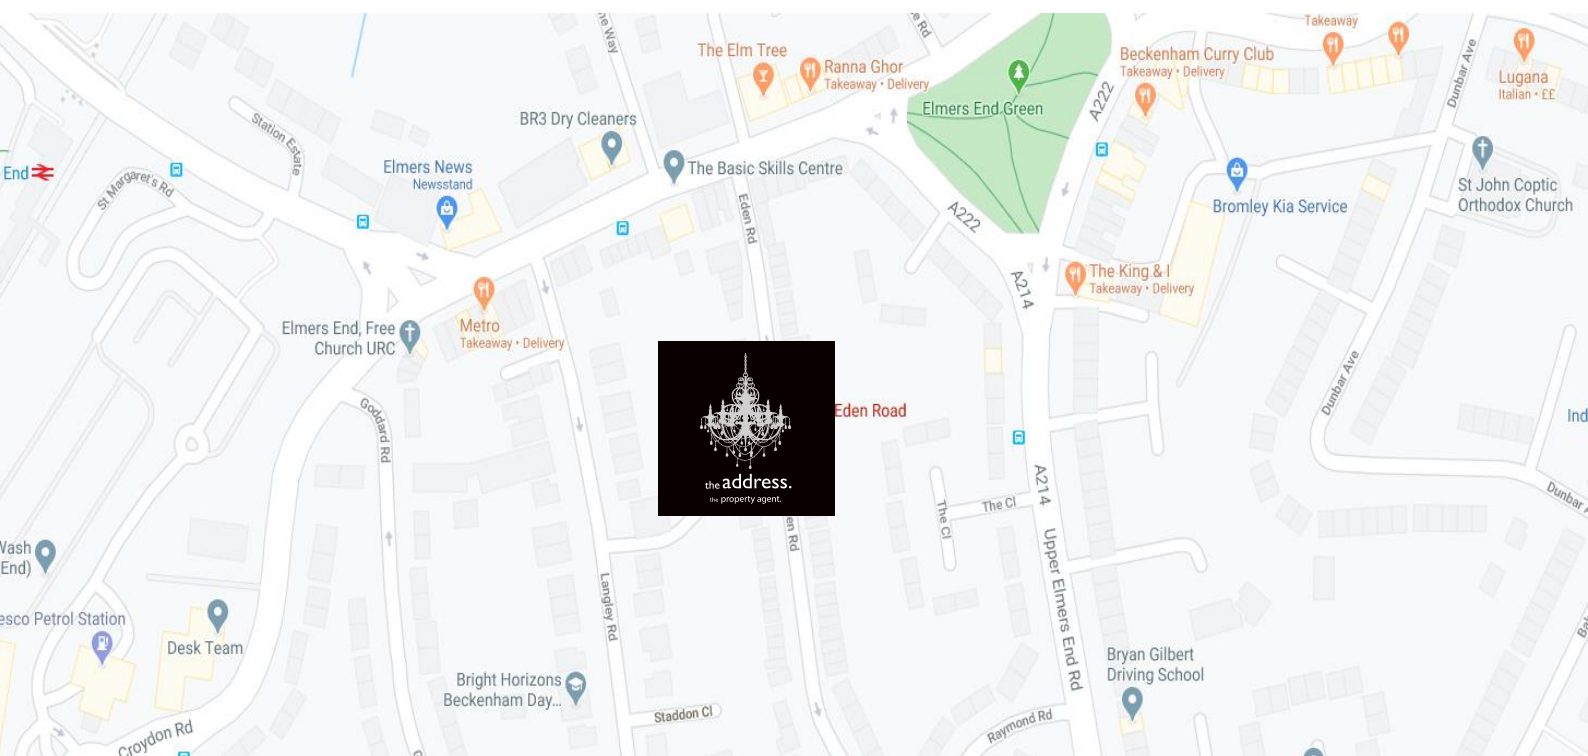 Takeaway
The Elm Tree
Ranna Ghor
Takeaway • Delivery
Beckenham Curry Club
Takeaway • Delivery
Lugana
Italian • ££
Dunbar Ave
A222
Elmers End Green
BR3 Dry Cleaners
Station Estate
End
St Margaret's Rd
Elmers News
Newsstand
The Basic Skills Centre
Eden Rd
A222
Bromley Kia Service
St John Coptic
Orthodox Church
The King & I
Takeaway • Delivery
A214
Metro
Takeaway • Delivery
Elmers End, Free
Church URC
Goddard Rd
Eden Road
the address.
the property agent.
Dunbar Ave
A214
The Cl
The Cl
Upper Elmers End Rd
Langley Rd
End)
Desk Team
Bright Horizons
Beckenham Day...
Staddon Cl
Croydon Rd
Bryan Gilbert
Driving School
Raymond Rd